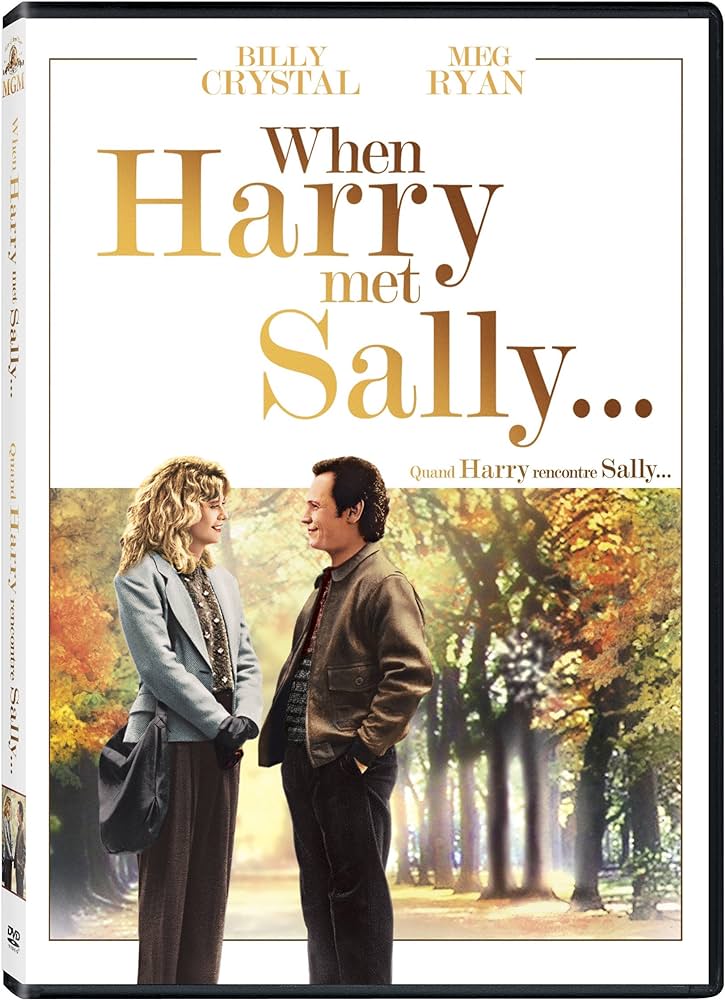 BILLY
CRYSTAL
MEG
RYAN
When
Harry
met
Sally...
Quand Harry rencontre Sally...
MGM
When Harry met Sally...
Quand Harry rencontre Sally...
DVD